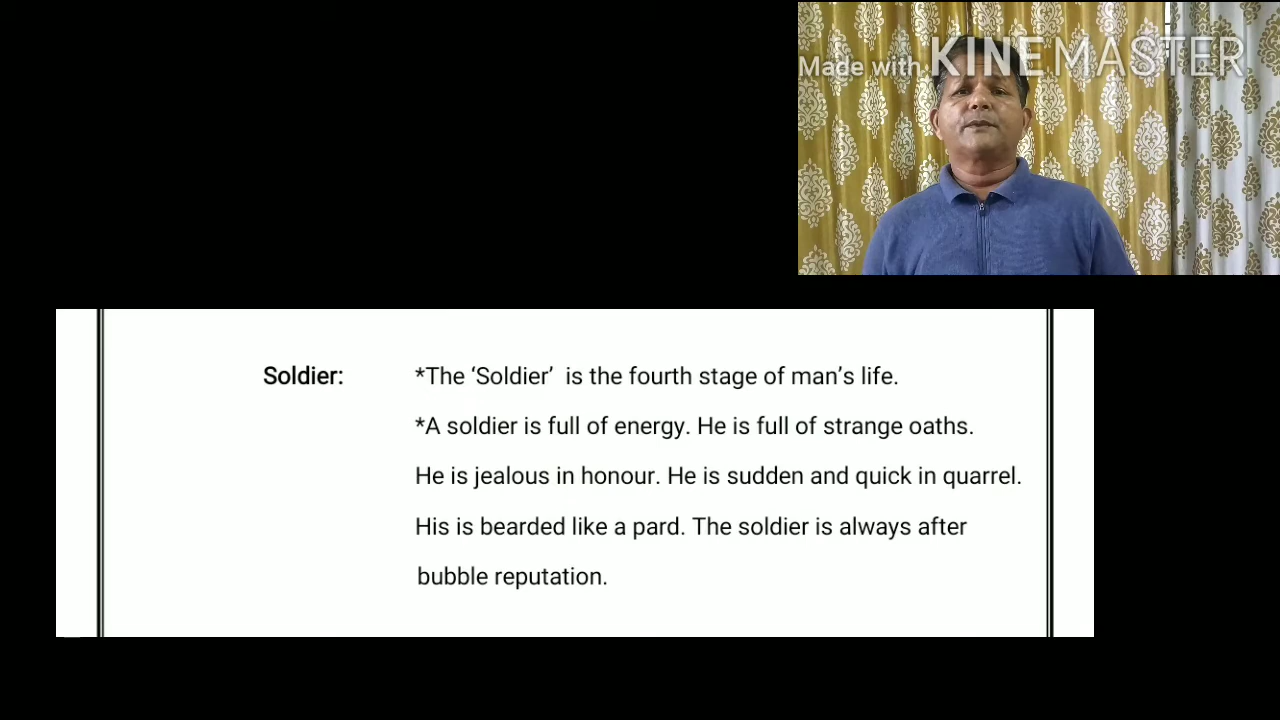 Made with KINEMASTER
Soldier: *The ‘Soldier’ is the fourth stage of man’s life.
*A soldier is full of energy. He is full of strange oaths.
He is jealous in honour. He is sudden and quick in quarrel.
His is bearded like a pard. The soldier is always after
bubble reputation.